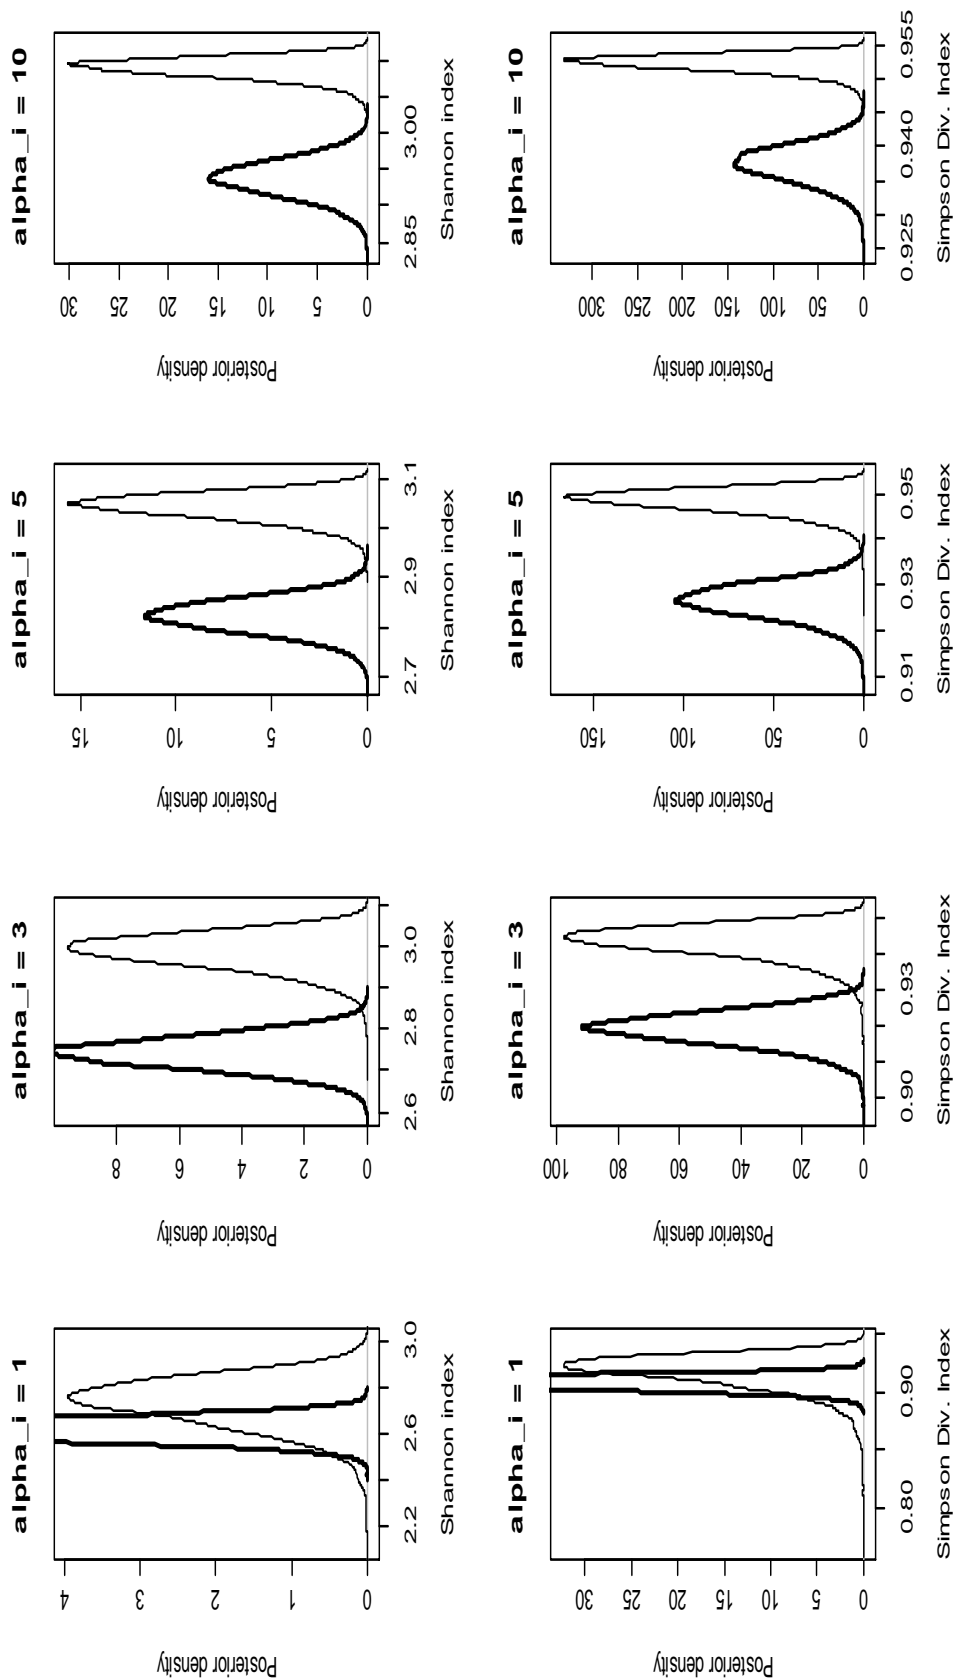 alpha_i = 1
Posterior density
0 1 2 3 4
2.2 2.6 3.0
Shannon index
alpha_i = 3
Posterior density
0 2 4 6 8
2.6 2.8 3.0
Shannon index
alpha_i = 5
Posterior density
0 5 10 15
2.7 2.9 3.1
Shannon index
alpha_i = 10
Posterior density
0 5 10 15 20 25 30
2.85 3.00
Shannon index
alpha_i = 1
Posterior density
0 5 10 15 20 25 30
0.80 0.90
Simpson Div. Index
alpha_i = 3
Posterior density
0 20 40 60 80 100
0.90 0.93
Simpson Div. Index
alpha_i = 5
Posterior density
0 50 100 150
0.91 0.93 0.95
Simpson Div. Index
alpha_i = 10
Posterior density
0 50 100 150 200 250 300
0.925 0.940 0.955
Simpson Div. Index